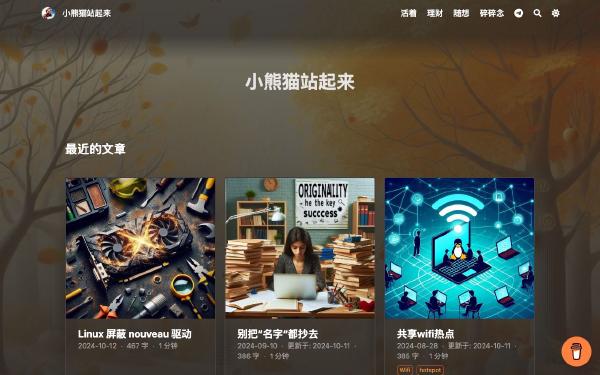 小熊猫站起来
活着 理财 随想 碎碎念
小熊猫站起来
最近的文章
ORIGINALITY
he the key
succcess
Linux 屏蔽 nouveau 驱动
2024-10-12 · 467 字 · 1 分钟
别把“名字”都抄去
2024-09-10 · 更新于: 2024-10-11 ·
386 字 · 1 分钟
共享wifi热点
2024-08-28 · 更新于: 2024-10-11 ·
385 字 · 1 分钟
Wifi hotspot